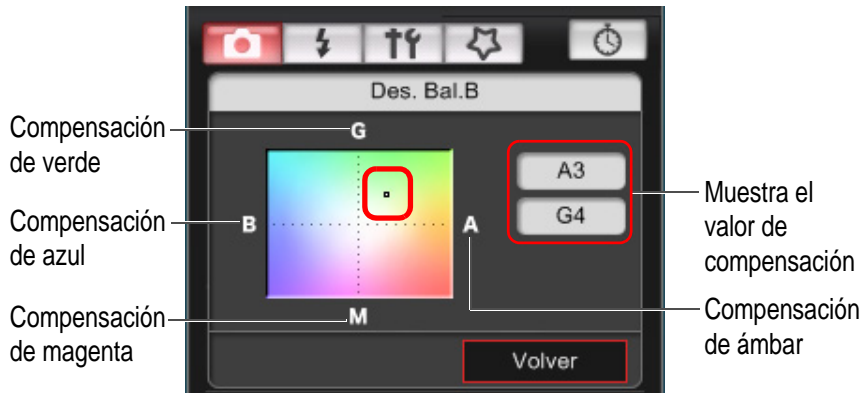 Des. Bal.B
Compensación
de verde
G
A3
Compensación
de azul
B
A
G4
Muestra el
valor de
compensación
Compensación
de magenta
M
Compensación
de ámbar
Volver